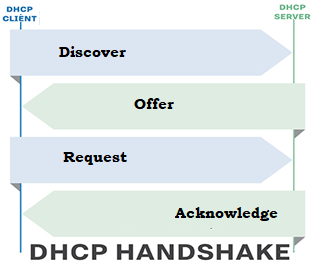 DHCP
CLIENT
DHCP
SERVER
Discover
Offer
Request
Acknowledge
DHCP HANDSHAKE